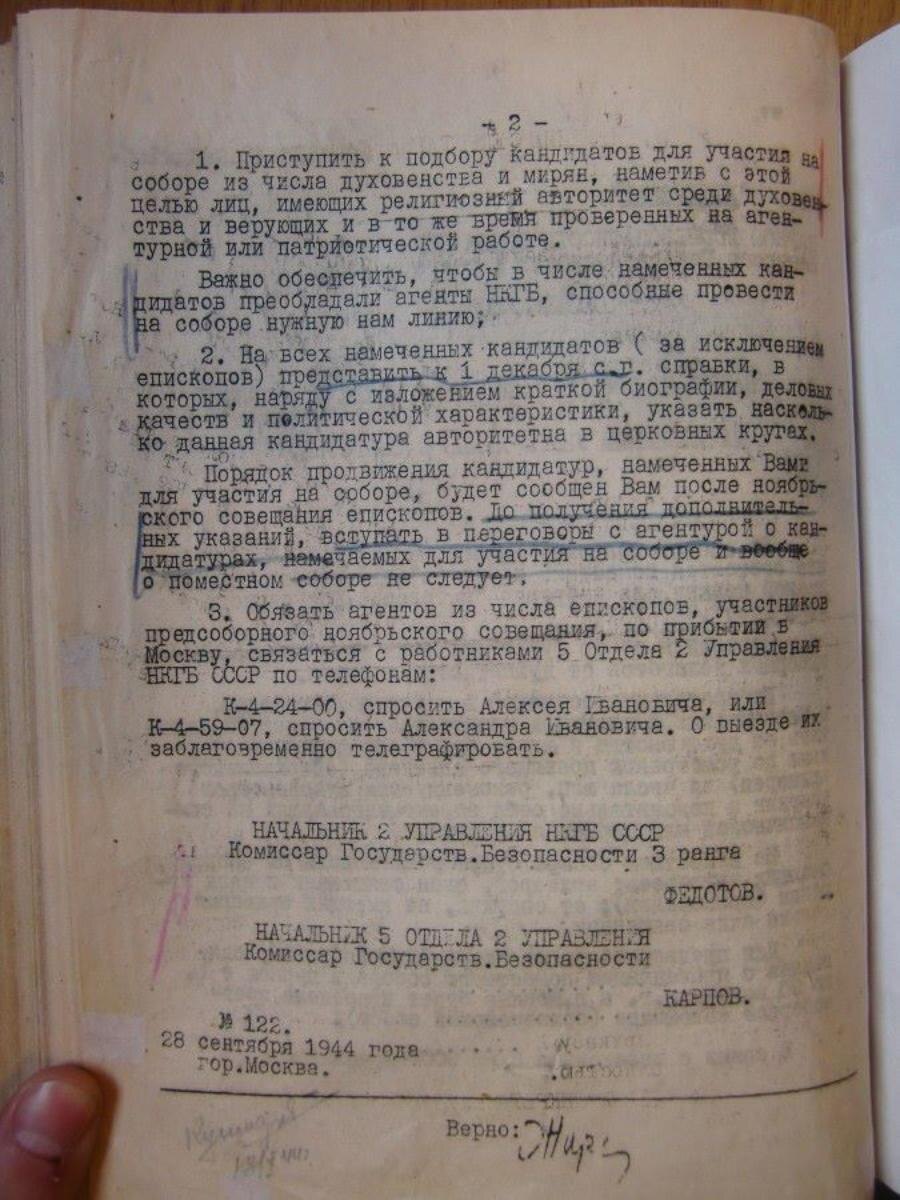 - 2 -
1. Приступить к подбору кандидатов для участия на
соборе из числа духовенства и мирян, наметив с этой
целью лиц, имеющих религиозный авторитет среди духовен-
ства и верующих и в то же время проверенных на аген-
турной или патриотической работе.
Важно обеспечить, чтобы в числе намеченных кан-
дидатов преобладали агенты НКГБ, способные провести
на соборе нужную нам линию;
2. На всех намеченных кандидатов ( за исключением
епископов) представить к 1 декабря с.г. справки, в
которых, наряду с изложением краткой биографии, деловых
качеств и политической характеристики, указать насколь-
ко данная кандидатура авторитетна в церковных кругах.
Порядок продвижения кандидатур, намеченных Вами
для участия на соборе, будет сообщен Вам после ноябрь-
ского совещания епископов. До получения дополнитель-
ных указаний, вступать в переговоры с агентурой о кан-
дидатурах, намечаемых для участия на соборе и вообще
о поместном соборе не следует.
3. Обязать агентов из числа епископов, участников
предсоборного ноябрьского совещания, по прибытии в
Москву, связаться с работниками 5 Отдела 2 Управления
НКГБ СССР по телефонам:
К-4-24-00, спросить Алексея Ивановича, или
К-4-59-07, спросить Александра Ивановича. О выезде их
заблаговременно телеграфировать.
НАЧАЛЬНИК 2 УПРАВЛЕНИЯ НКГБ СССР
Комиссар Государств.Безопасности 3 ранга
ФЕДОТОВ.
НАЧАЛЬНИК 5 ОТДЕЛА 2 УПРАВЛЕНИЯ
Комиссар Государств.Безопасности
КАРПОВ.
№ 122.
28 сентября 1944 года
гор.Москва.
Верно: